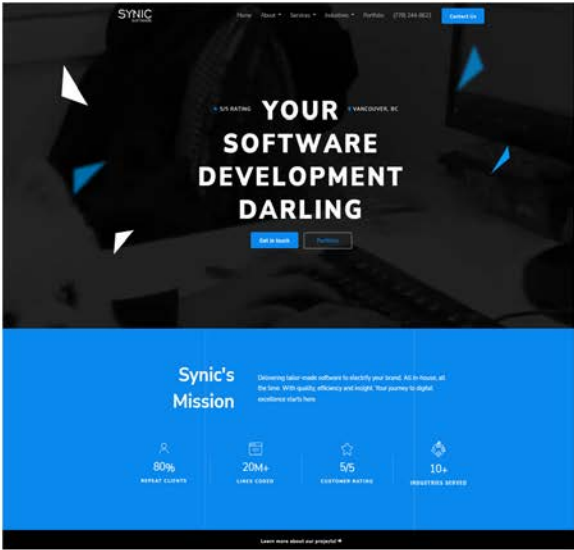 SYNIC
SOFTWARE
Home About Services Industries Portfolio (778) 244-8623 Contact Us
5/5 RATING
VANCOUVER, BC
YOUR
SOFTWARE
DEVELOPMENT
DARLING
Get in touch Portfolio
Synic's
Mission
Delivering tailor-made software to electrify your brand. All in-house, all
the time. With quality, efficiency and insight. Your journey to digital
excellence starts here
80% 20M+ 5/5 10+
REPEAT CLIENTS LINES CODED CUSTOMER RATING INDUSTRIES SERVED
Learn more about our projects!